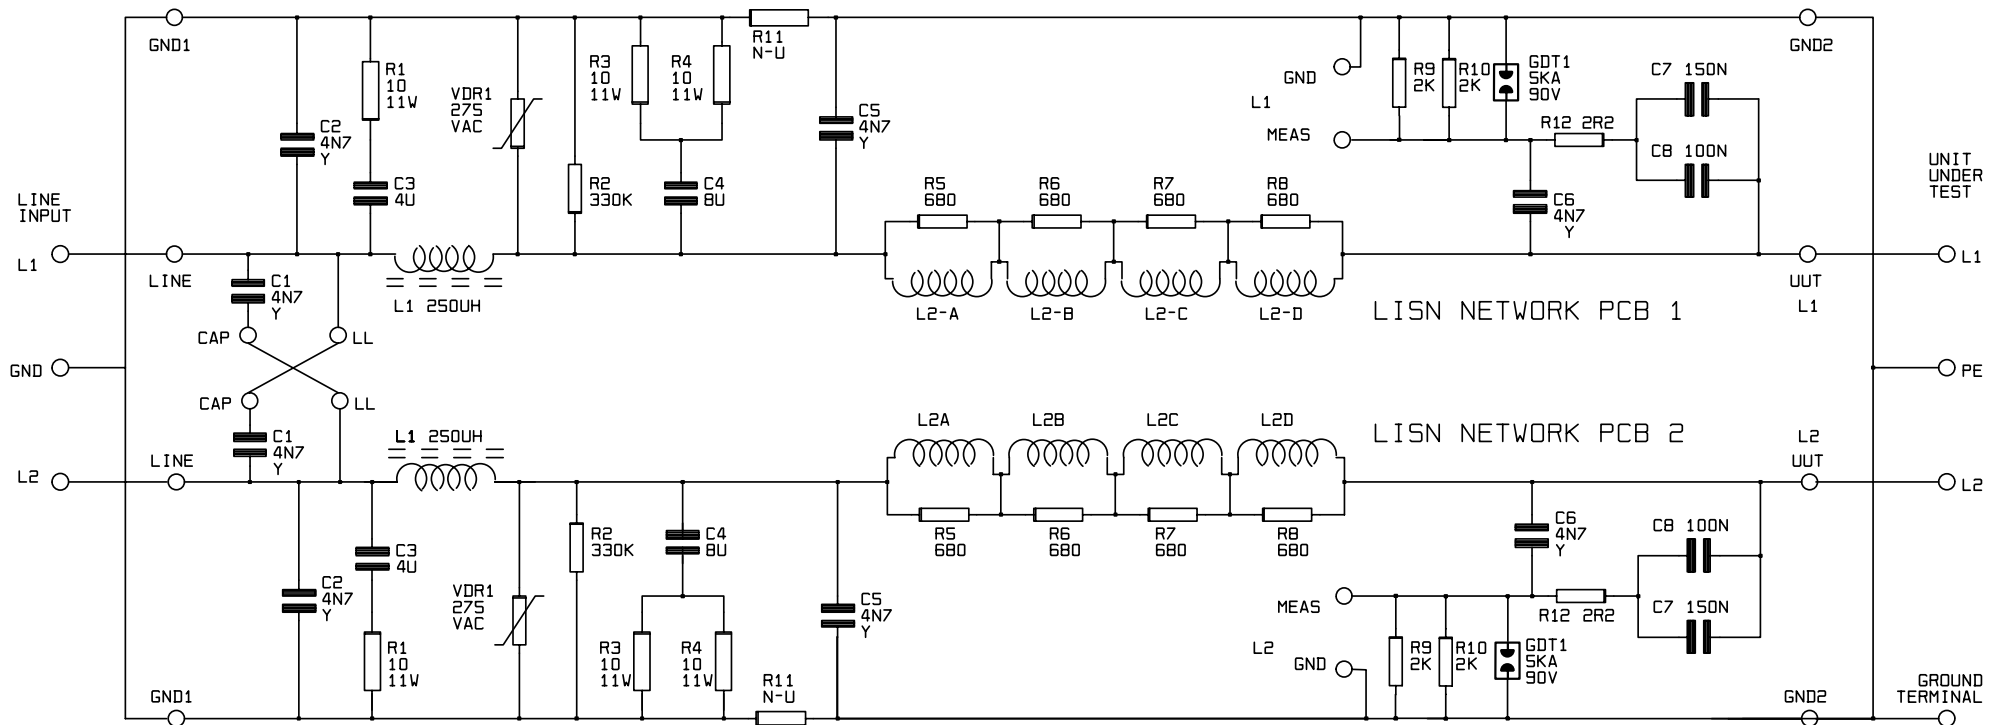 GND1
C2
4N7
Y
R1
10
11W
C3
4U
VDR1
275
VAC
R2
330K
R3
10
11W
R4
10
11W
C4
8U
R11
N-U
C5
4N7
Y
R5
680
R6
680
R7
680
R8
680
L2-A
L2-B
L2-C
L2-D
GND
L1
MEAS
R9
2K
R10
2K
GDT1
5KA
90V
R12 2R2
C7 150N
C8 100N
C6
4N7
Y
GND2
UNIT
UNDER
TEST
LINE
INPUT
L1
LINE
C1
4N7
Y
L1 250UH
CAP
LL
UUT
L1
L1
LISN NETWORK PCB 1
GND
PE
CAP
LL
C1
4N7
Y
L1 250UH
L2
LINE
L2A
L2B
L2C
L2D
LISN NETWORK PCB 2
L2
UUT
L2
R5
680
R6
680
R7
680
R8
680
C2
4N7
Y
C3
4U
R1
10
11W
VDR1
275
VAC
R2
330K
C4
8U
R3
10
11W
R4
10
11W
R11
N-U
C5
4N7
Y
C6
4N7
Y
C8 100N
R12 2R2
C7 150N
MEAS
L2
GND
R9
2K
R10
2K
GDT1
5KA
90V
GND1
GND2
GROUND
TERMINAL